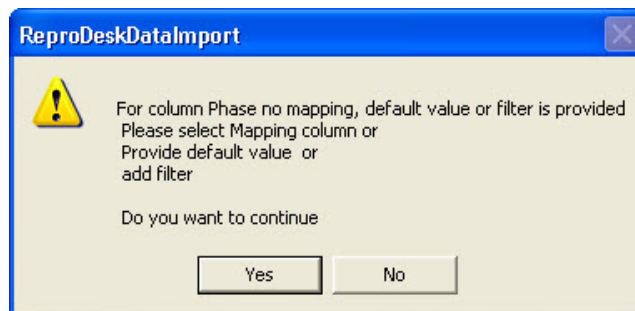 ReproDeskDataImport
For column Phase no mapping, default value or filter is provided
Please select Mapping column or
Provide default value or
add filter
Do you want to continue
Yes
No